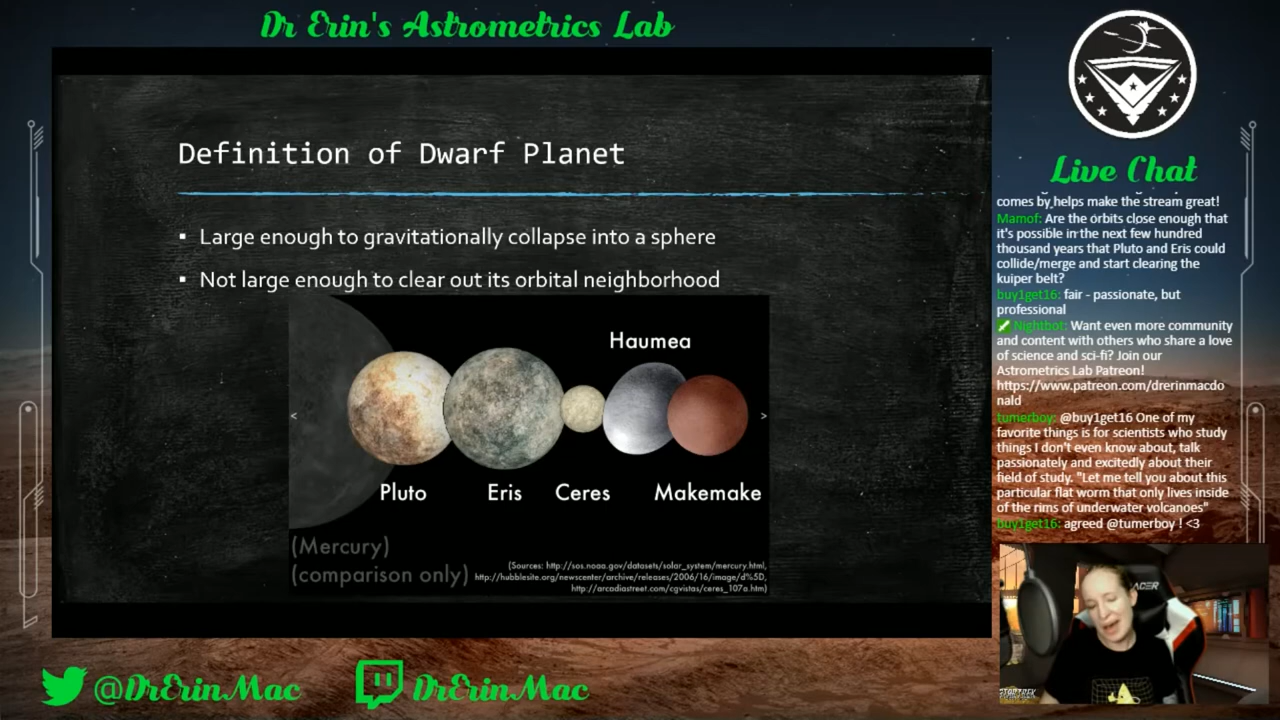 Dr Erin's Astrometrics Lab
Definition of Dwarf Planet
▪ Large enough to gravitationally collapse into a sphere
▪ Not large enough to clear out its orbital neighborhood
Haumea
<
>
Pluto
Eris
Ceres
Makemake
(Mercury)
(comparison only)
(Sources: http://sos.noaa.gov/datasets/solar_system/mercury.html,
http://hubblesite.org/newscenter/archive/releases/2006/16/image/d%5D,
http://arcadiastreet.com/cgvistas/ceres_107a.htm)
Live Chat
comes by helps make the stream great!
Mamof: Are the orbits close enough that
it's possible in the next few hundred
thousand years that Pluto and Eris could
collide/merge and start clearing the
kuiper belt?
buy1get16: fair - passionate, but
professional
Nightbot: Want even more community
and content with others who share a love
of science and sci-fi? Join our
Astrometrics Lab Patreon!
https://www.patreon.com/drerinmacdo
nald
tumerboy: @buy1get16 One of my
favorite things is for scientists who study
things I don't even know about, talk
passionately and excitedly about their
field of study. "Let me tell you about this
particular flat worm that only lives inside
of the rims of underwater volcanoes"
buy1get16: agreed @tumerboy ! <3
ACER
STAR TREK
@DrErinMac
DrErinMac